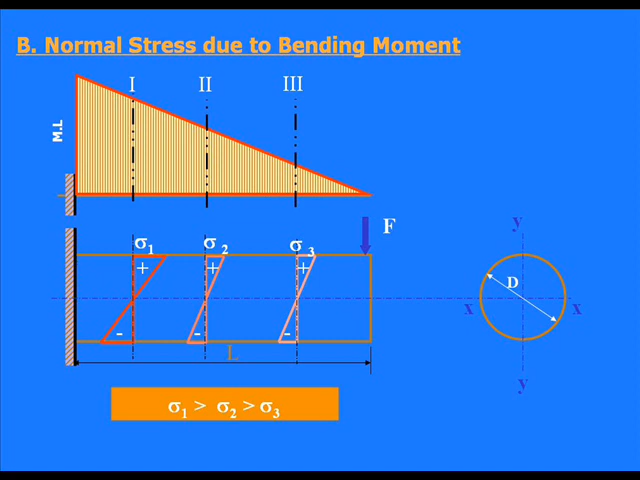 B. Normal Stress due to Bending Moment
I II III
M.L
F
σ1 σ2 σ3
+ + +
- - -
L
y
D
x x
y
σ1 > σ2 > σ3